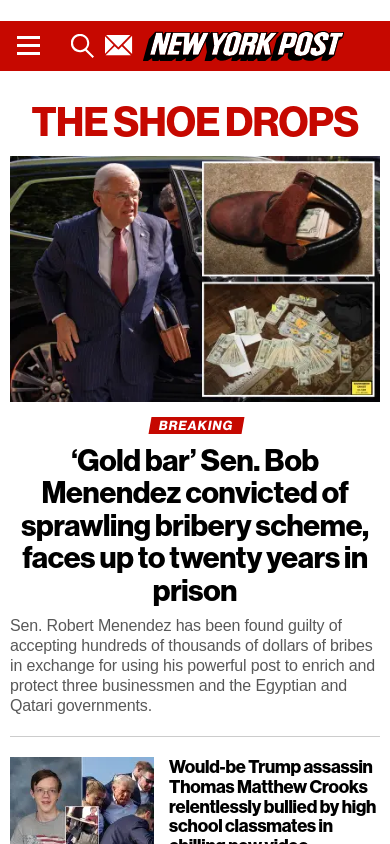 NEW YORK POST
THE SHOE DROPS
BREAKING
‘Gold bar’ Sen. Bob
Menendez convicted of
sprawling bribery scheme,
faces up to twenty years in
prison
Sen. Robert Menendez has been found guilty of
accepting hundreds of thousands of dollars of bribes
in exchange for using his powerful post to enrich and
protect three businessmen and the Egyptian and
Qatari governments.
Would-be Trump assassin
Thomas Matthew Crooks
relentlessly bullied by high
school classmates in
chilling new video